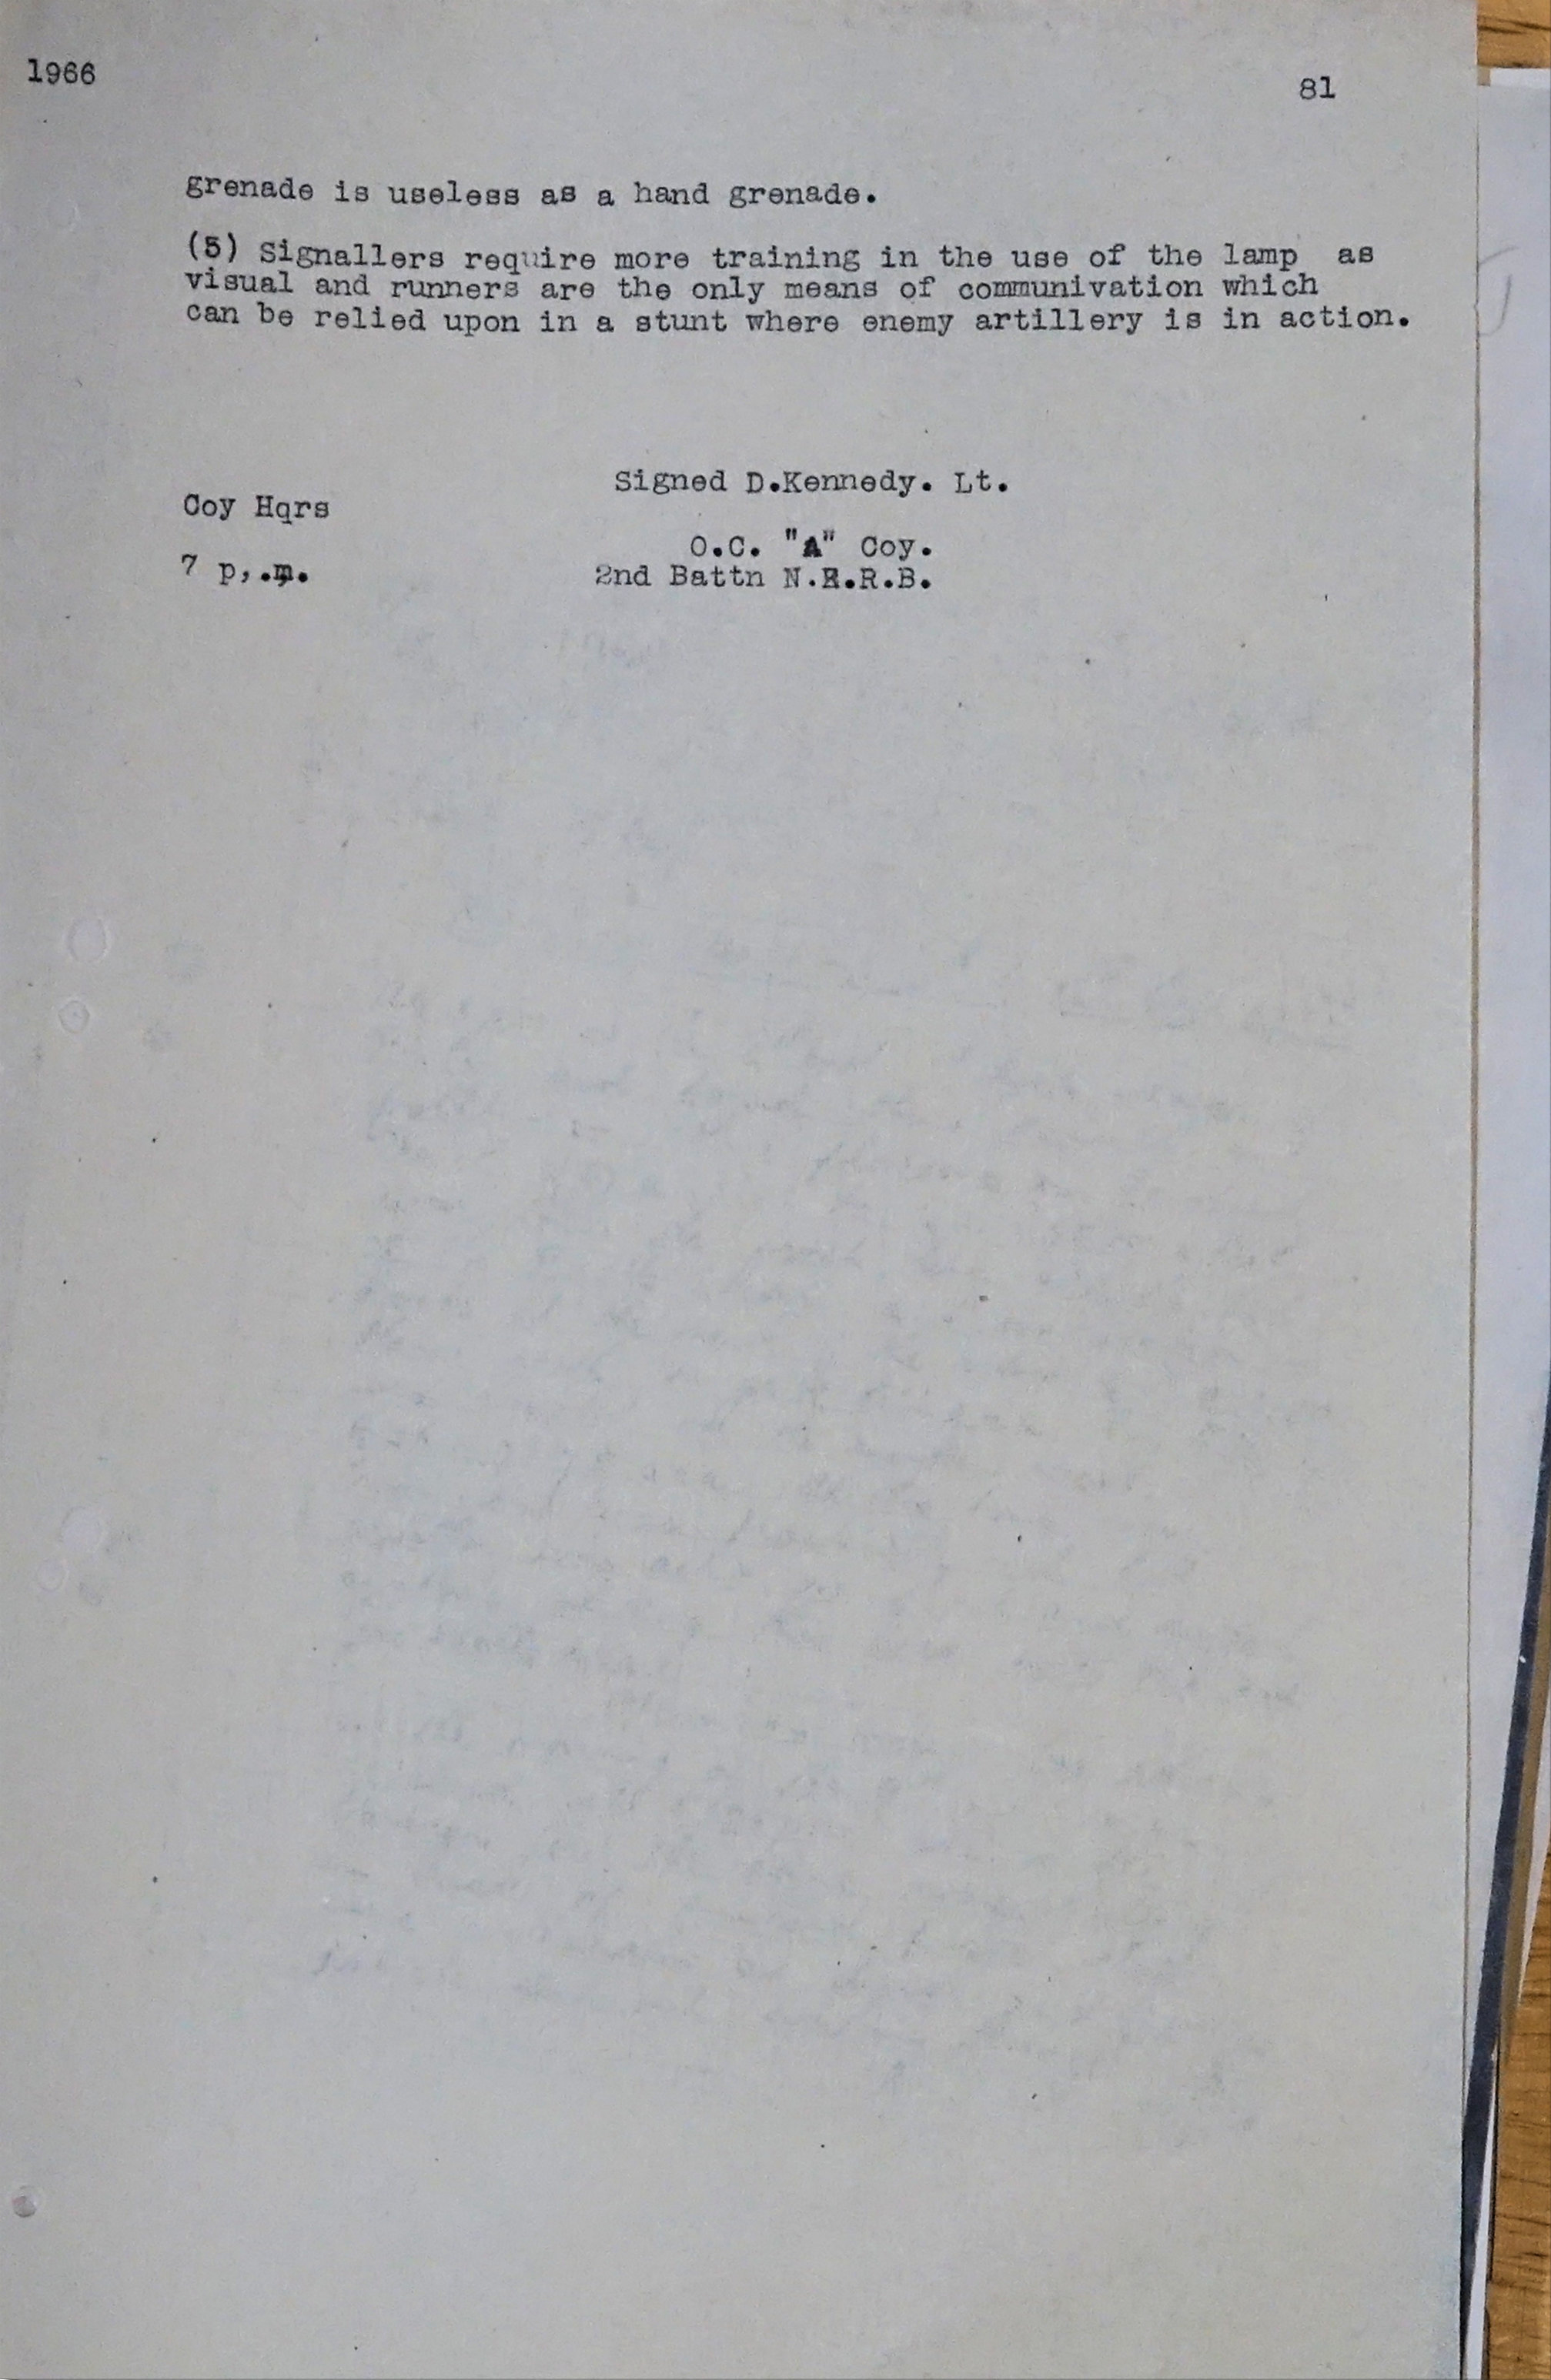 1966
81
grenade is useless as a hand grenade.
(5) Signallers require more training in the use of the lamp as
visual and runners are the only means of communivation which
can be relied upon in a stunt where enemy artillery is in action.
Signed D.Kennedy. Lt.
Coy Hqrs
O.C. "A" Coy.
7 p,.m.
2nd Battn N.Z.R.B.